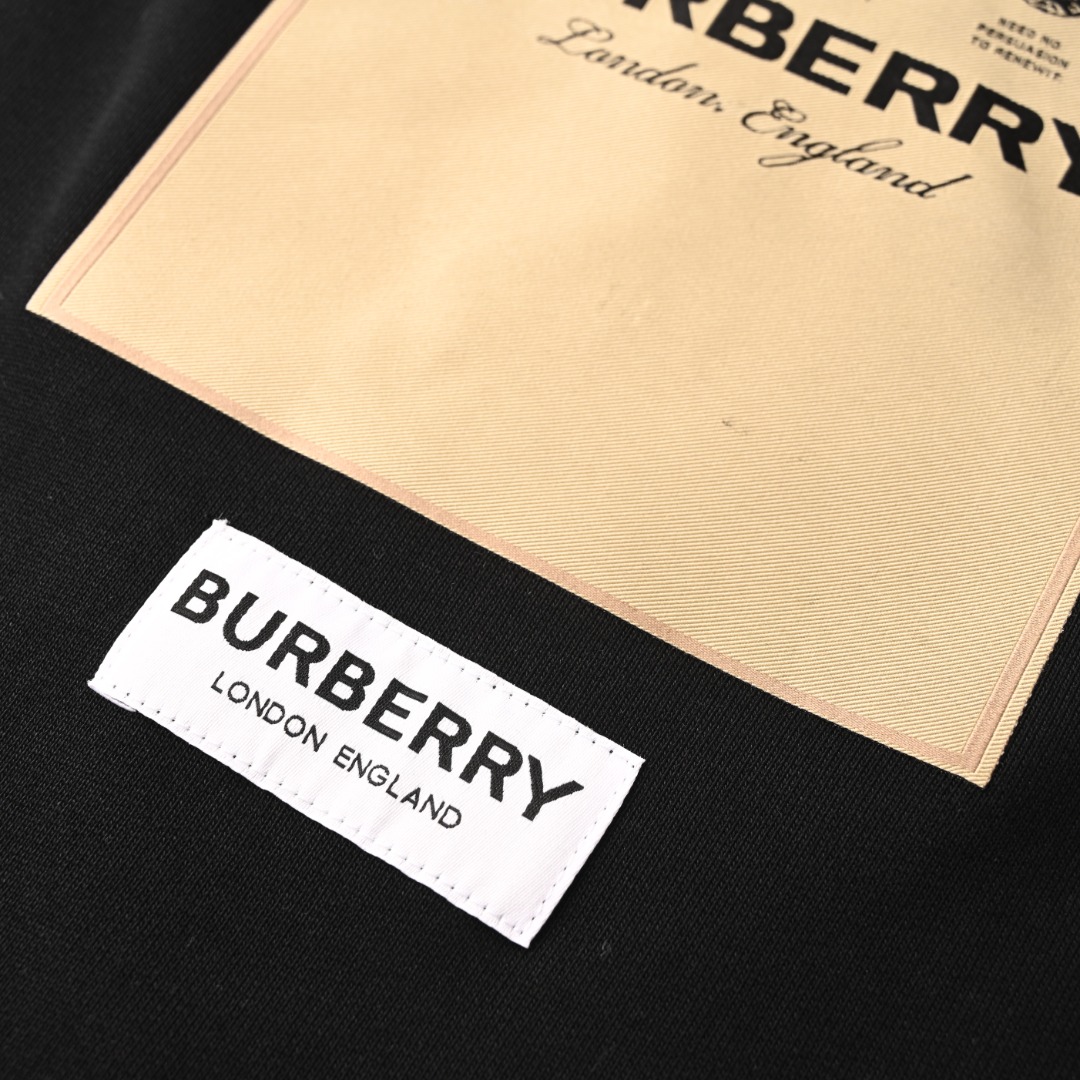 NEED NO
PERSUASION
TO RENEW IT.
RBERRY
London, England
BURBERRY
LONDON ENGLAND